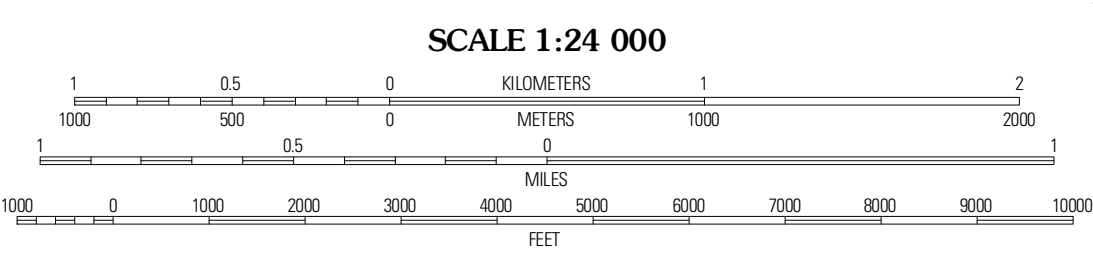 SCALE 1:24 000
1 0.5 0 KILOMETERS 1 2
1000 500 0 METERS 1000 2000
1 0.5 0 1
MILES
1000 0 1000 2000 3000 4000 5000 6000 7000 8000 9000 10000
FEET